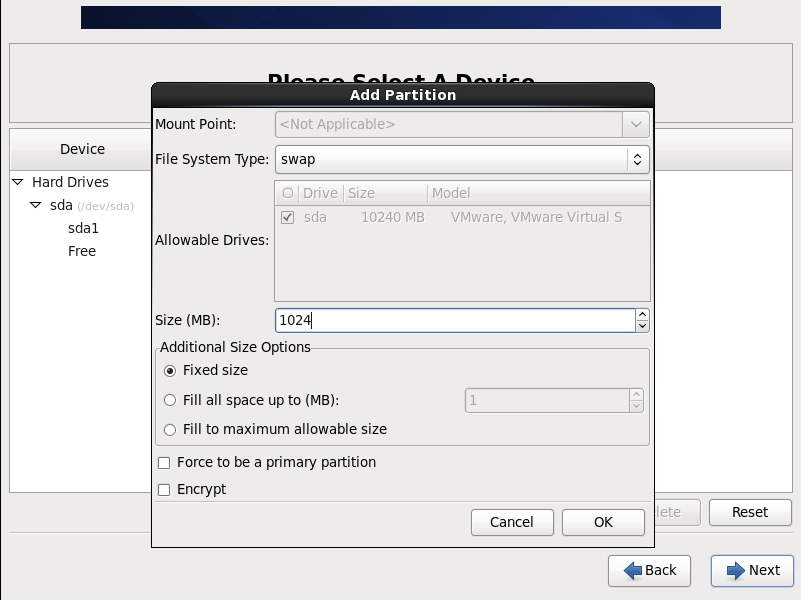 Please Select A Device
Add Partition
Mount Point: <Not Applicable>
File System Type: swap
Device
Hard Drives
sda (/dev/sda)
sda1
Free
Allowable Drives:
Drive Size Model
sda 10240 MB VMware, VMware Virtual S
Size (MB): 1024
Additional Size Options
Fixed size
Fill all space up to (MB): 1
Fill to maximum allowable size
Force to be a primary partition
Encrypt
Cancel OK
lete Reset
Back Next